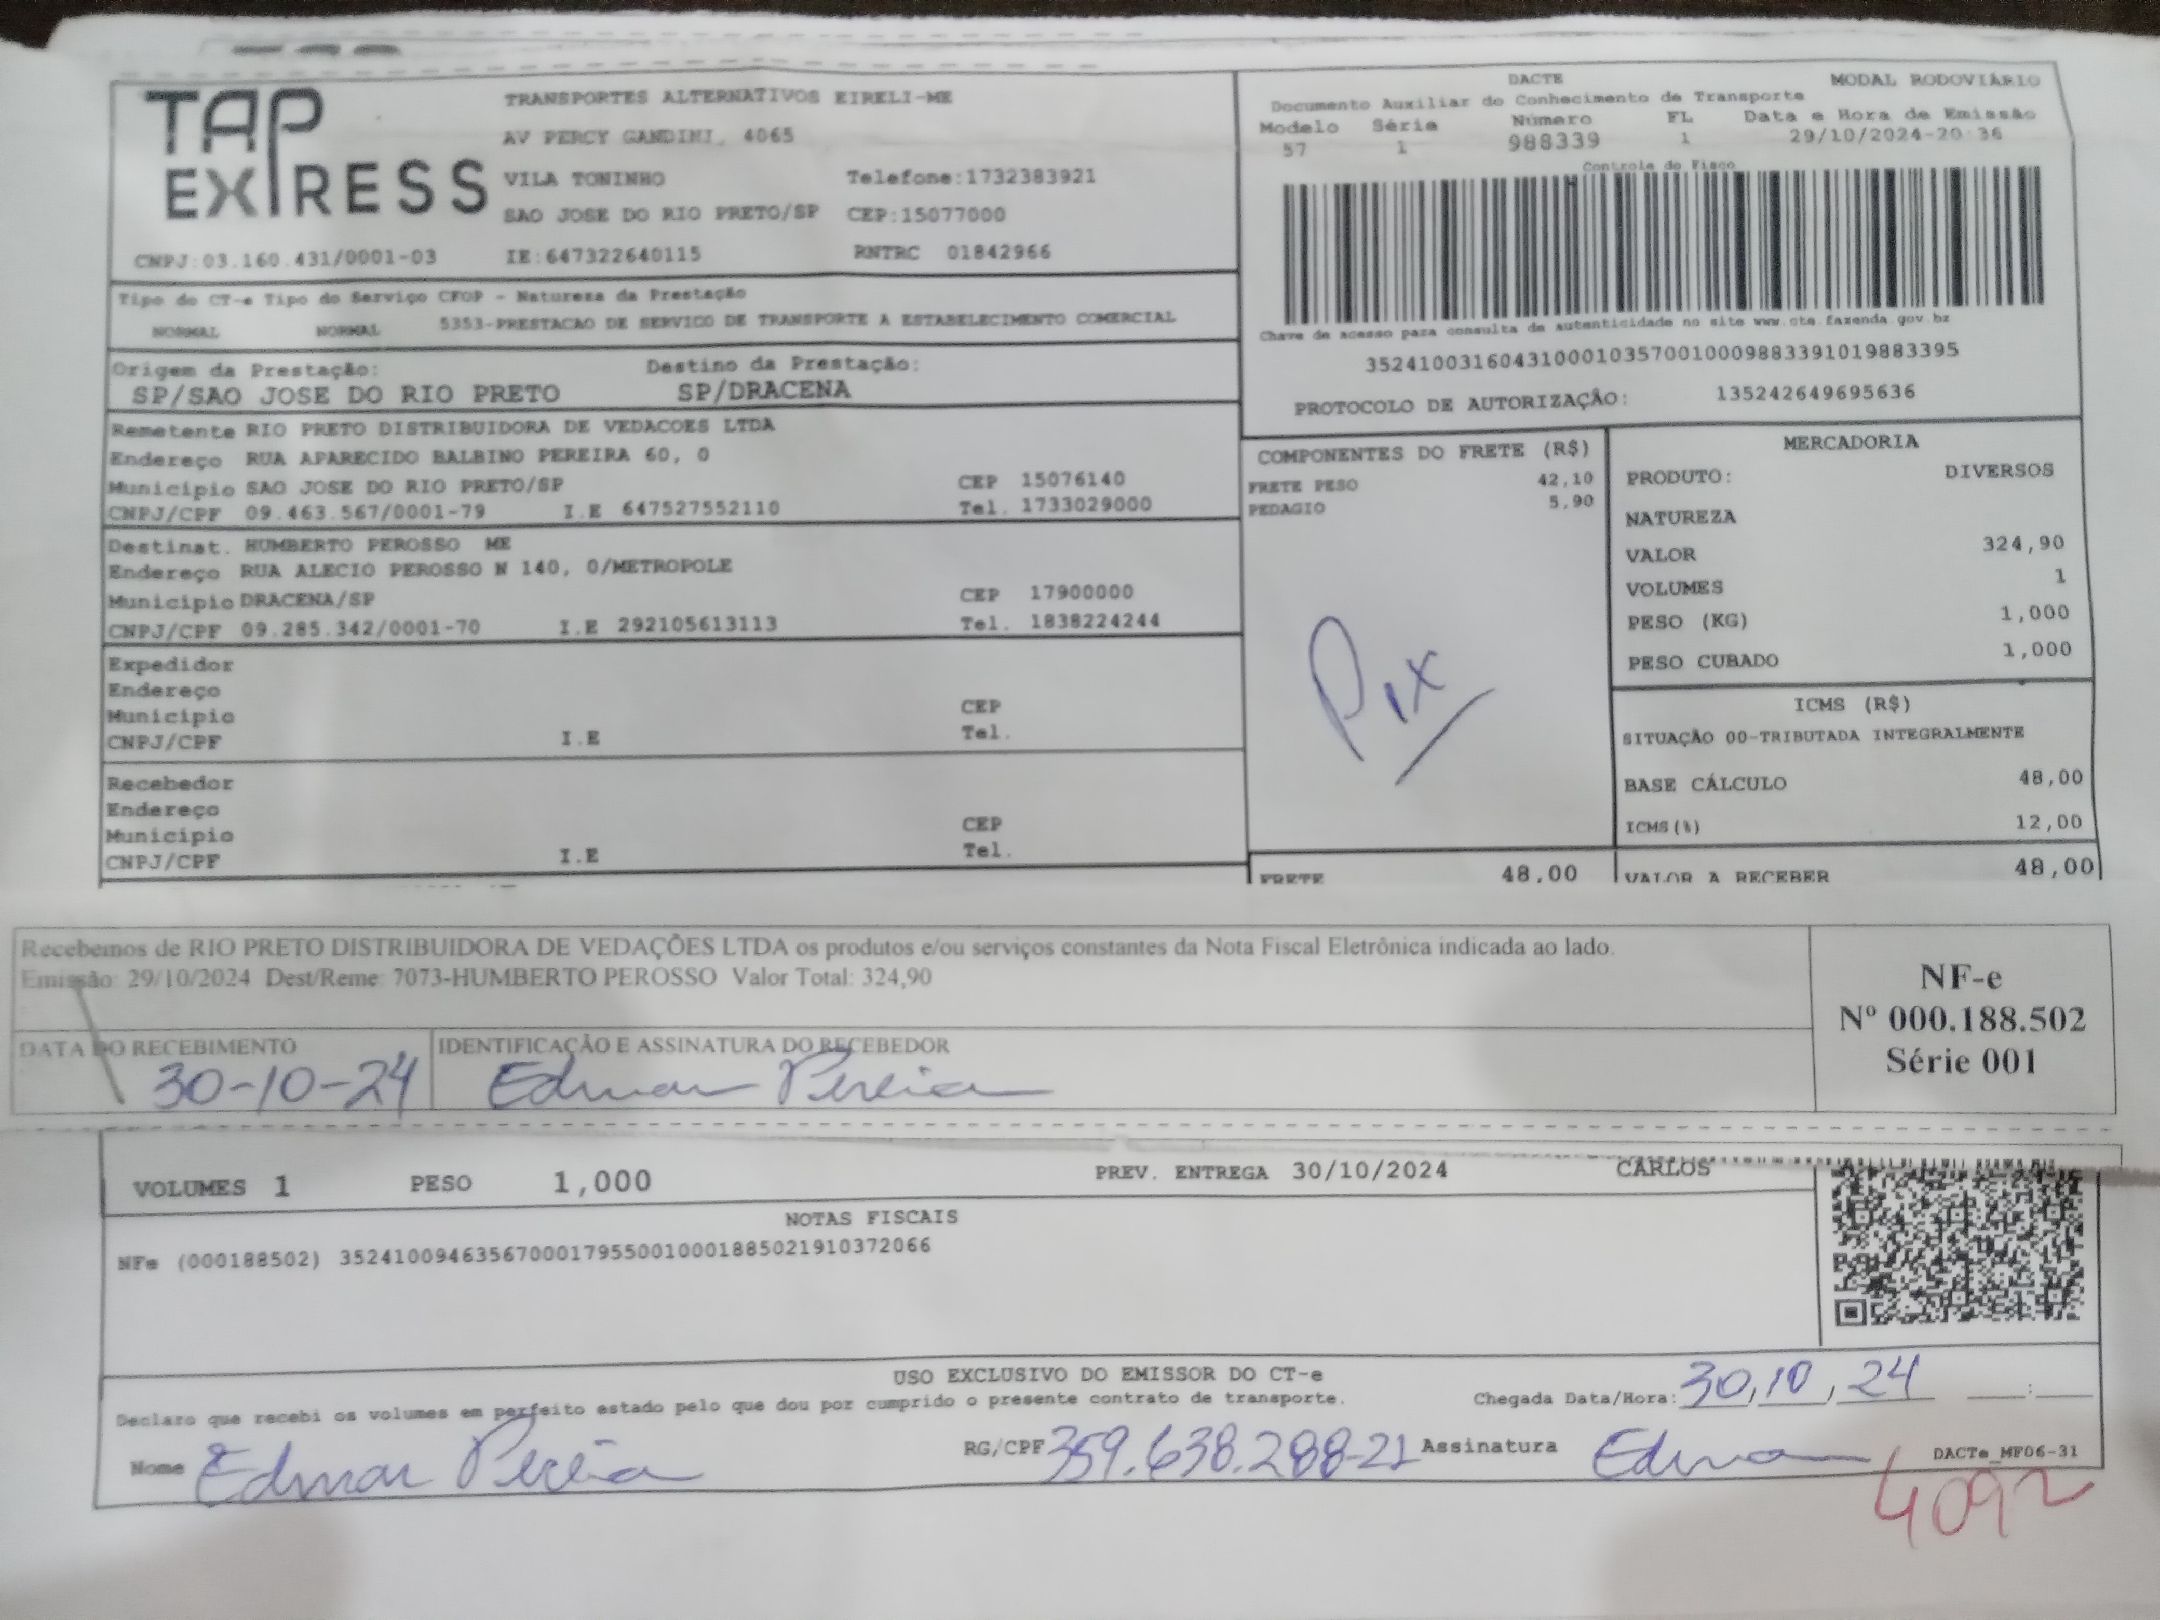 TAP EXPRESS
TRANSPORTES ALTERNATIVOS EIRELI-ME
AV PERCY GANDINI, 4065
VILA TONINHO Telefone:1732383921
SAO JOSE DO RIO PRETO/SP CEP:15077000
CNPJ:03.160.431/0001-03 IE:647322640115 RNTRC 01842966
DACTE MODAL RODOVIÁRIO
Documento Auxiliar do Conhecimento de Transporte
Modelo Série Número FL Data e Hora de Emissão
57 1 988339 1 29/10/2024-20:36
Controle do Fisco
Chave de acesso para consulta de autenticidade no site www.cte.fazenda.gov.br
35241003160431000103570010009883391019883395
PROTOCOLO DE AUTORIZAÇÃO: 135242649695636
Tipo do CT-e Tipo do Serviço CFOP - Natureza da Prestação
NORMAL NORMAL 5353-PRESTACAO DE SERVICO DE TRANSPORTE A ESTABELECIMENTO COMERCIAL
Origem da Prestação: Destino da Prestação:
SP/SAO JOSE DO RIO PRETO SP/DRACENA
Remetente RIO PRETO DISTRIBUIDORA DE VEDACOES LTDA
Endereço RUA APARECIDO BALBINO PEREIRA 60, 0
Município SAO JOSE DO RIO PRETO/SP CEP 15076140
CNPJ/CPF 09.463.567/0001-79 I.E 647527552110 Tel. 1733029000
Destinat. HUMBERTO PEROSSO ME
Endereço RUA ALECIO PEROSSO N 140, 0/METROPOLE
Município DRACENA/SP CEP 17900000
CNPJ/CPF 09.285.342/0001-70 I.E 292105613113 Tel. 1838224244
Expedidor
Endereço
Município CEP
CNPJ/CPF I.E Tel.
Recebedor
Endereço
Município CEP
CNPJ/CPF I.E Tel.
COMPONENTES DO FRETE (R$)
FRETE PESO 42,10
PEDAGIO 5,90
Pix
FRETE 48,00
MERCADORIA
PRODUTO: DIVERSOS
NATUREZA
VALOR 324,90
VOLUMES 1
PESO (KG) 1,000
PESO CUBADO 1,000
ICMS (R$)
SITUAÇÃO 00-TRIBUTADA INTEGRALMENTE
BASE CÁLCULO 48,00
ICMS(%) 12,00
VALOR A RECEBER 48,00
Recebemos de RIO PRETO DISTRIBUIDORA DE VEDAÇÕES LTDA os produtos e/ou serviços constantes da Nota Fiscal Eletrônica indicada ao lado.
Emissão: 29/10/2024 Dest/Reme: 7073-HUMBERTO PEROSSO Valor Total: 324,90
DATA DO RECEBIMENTO IDENTIFICAÇÃO E ASSINATURA DO RECEBEDOR
30-10-24 Edmar Pereira
NF-e
Nº 000.188.502
Série 001
VOLUMES 1 PESO 1,000 PREV. ENTREGA 30/10/2024 CARLOS
NOTAS FISCAIS
NFe (000188502) 35241009463567000179550010001885021910372066
USO EXCLUSIVO DO EMISSOR DO CT-e
Declaro que recebi os volumes em perfeito estado pelo que dou por cumprido o presente contrato de transporte. Chegada Data/Hora: 30,10,24 :
Nome Edmar Pereira RG/CPF 359.638.288-21 Assinatura Edmar DACTe_MF06-31
4092